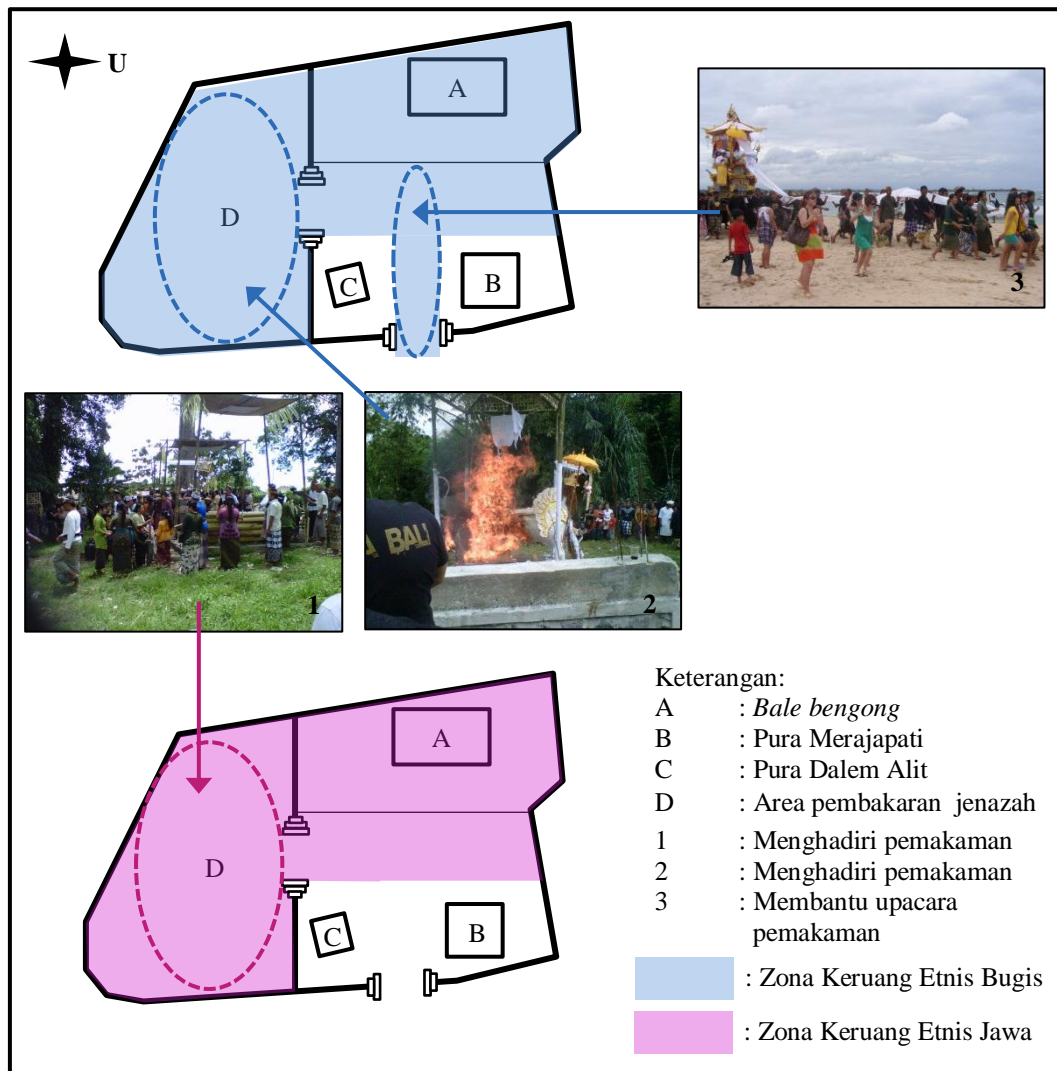 U
A
D
C
B
3
BALI
1
2
A
D
C
B
Keterangan:
A : Bale bengong
B : Pura Merajapati
C : Pura Dalem Alit
D : Area pembakaran jenazah
1 : Menghadiri pemakaman
2 : Menghadiri pemakaman
3 : Membantu upacara
pemakaman
: Zona Keruang Etnis Bugis
: Zona Keruang Etnis Jawa